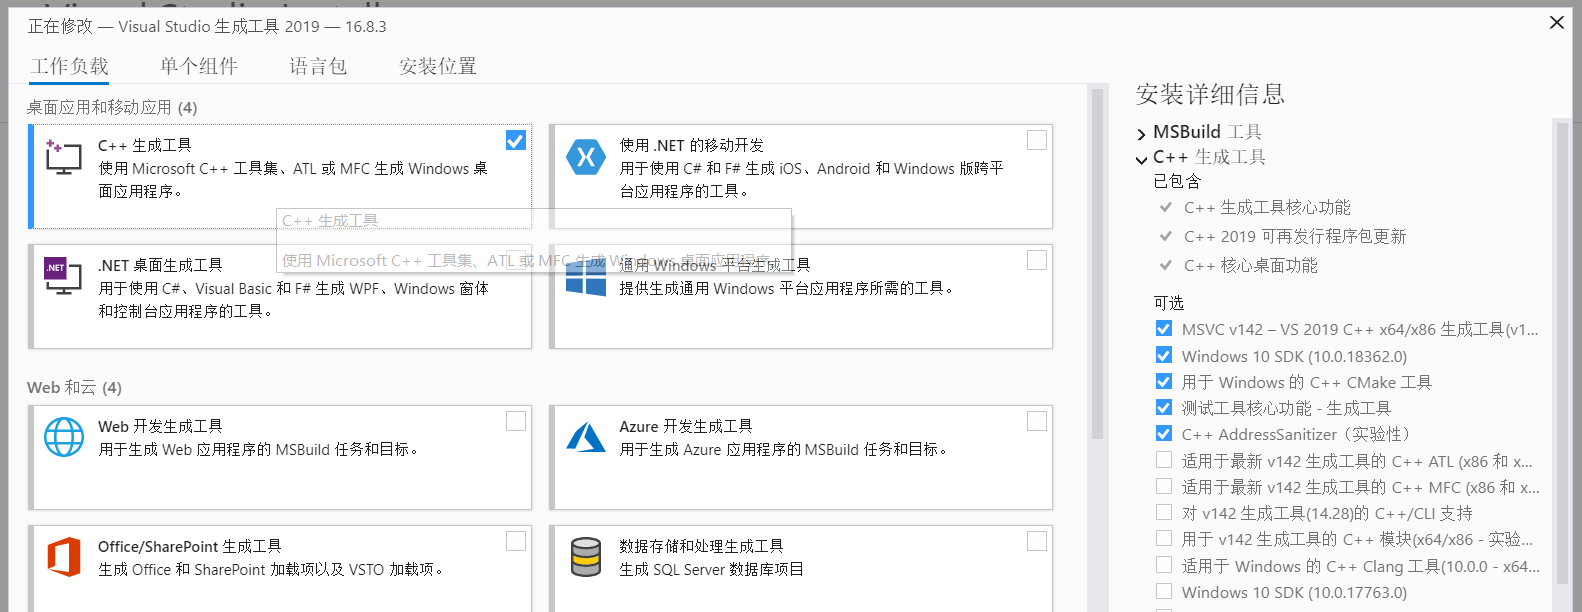 正在修改 — Visual Studio 生成工具 2019 — 16.8.3
工作负载 单个组件 语言包 安装位置
桌面应用和移动应用 (4)
C++ 生成工具
使用 Microsoft C++ 工具集、ATL 或 MFC 生成 Windows 桌
面应用程序。
使用 .NET 的移动开发
用于使用 C# 和 F# 生成 iOS、Android 和 Windows 版跨平
台应用程序的工具。
C++ 生成工具
使用 Microsoft C++ 工具集、ATL 或 MFC 生成 Windows 桌面应用程序。
.NET
.NET 桌面生成工具
用于使用 C#、Visual Basic 和 F# 生成 WPF、Windows 窗体
和控制台应用程序的工具。
通用 Windows 平台生成工具
提供生成通用 Windows 平台应用程序所需的工具。
Web 和云 (4)
Web 开发生成工具
用于生成 Web 应用程序的 MSBuild 任务和目标。
Azure 开发生成工具
用于生成 Azure 应用程序的 MSBuild 任务和目标。
Office/SharePoint 生成工具
生成 Office 和 SharePoint 加载项以及 VSTO 加载项。
数据存储和处理生成工具
生成 SQL Server 数据库项目
安装详细信息
MSBuild 工具
C++ 生成工具
已包含
C++ 生成工具核心功能
C++ 2019 可再发行程序包更新
C++ 核心桌面功能
可选
MSVC v142 – VS 2019 C++ x64/x86 生成工具(v1...
Windows 10 SDK (10.0.18362.0)
用于 Windows 的 C++ CMake 工具
测试工具核心功能 - 生成工具
C++ AddressSanitizer（实验性）
适用于最新 v142 生成工具的 C++ ATL (x86 和 x...
适用于最新 v142 生成工具的 C++ MFC (x86 和 x...
对 v142 生成工具(14.28)的 C++/CLI 支持
用于 v142 生成工具的 C++ 模块(x64/x86 - 实验...
适用于 Windows 的 C++ Clang 工具(10.0.0 - x64...
Windows 10 SDK (10.0.17763.0)